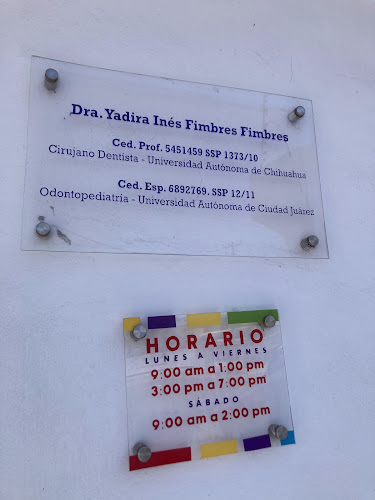 Dra. Yadira Inés Fimbres Fimbres
Ced. Prof. 5451459 SSP 1373/10
Cirujano Dentista - Universidad Autónoma de Chihuahua
Ced. Esp. 6892769. SSP 12/11
Odontopediatría - Universidad Autónoma de Ciudad Juárez
HORARIO
LUNES A VIERNES
9:00 am a 1:00 pm
3:00 pm a 7:00 pm
SÁBADO
9:00 am a 2:00 pm